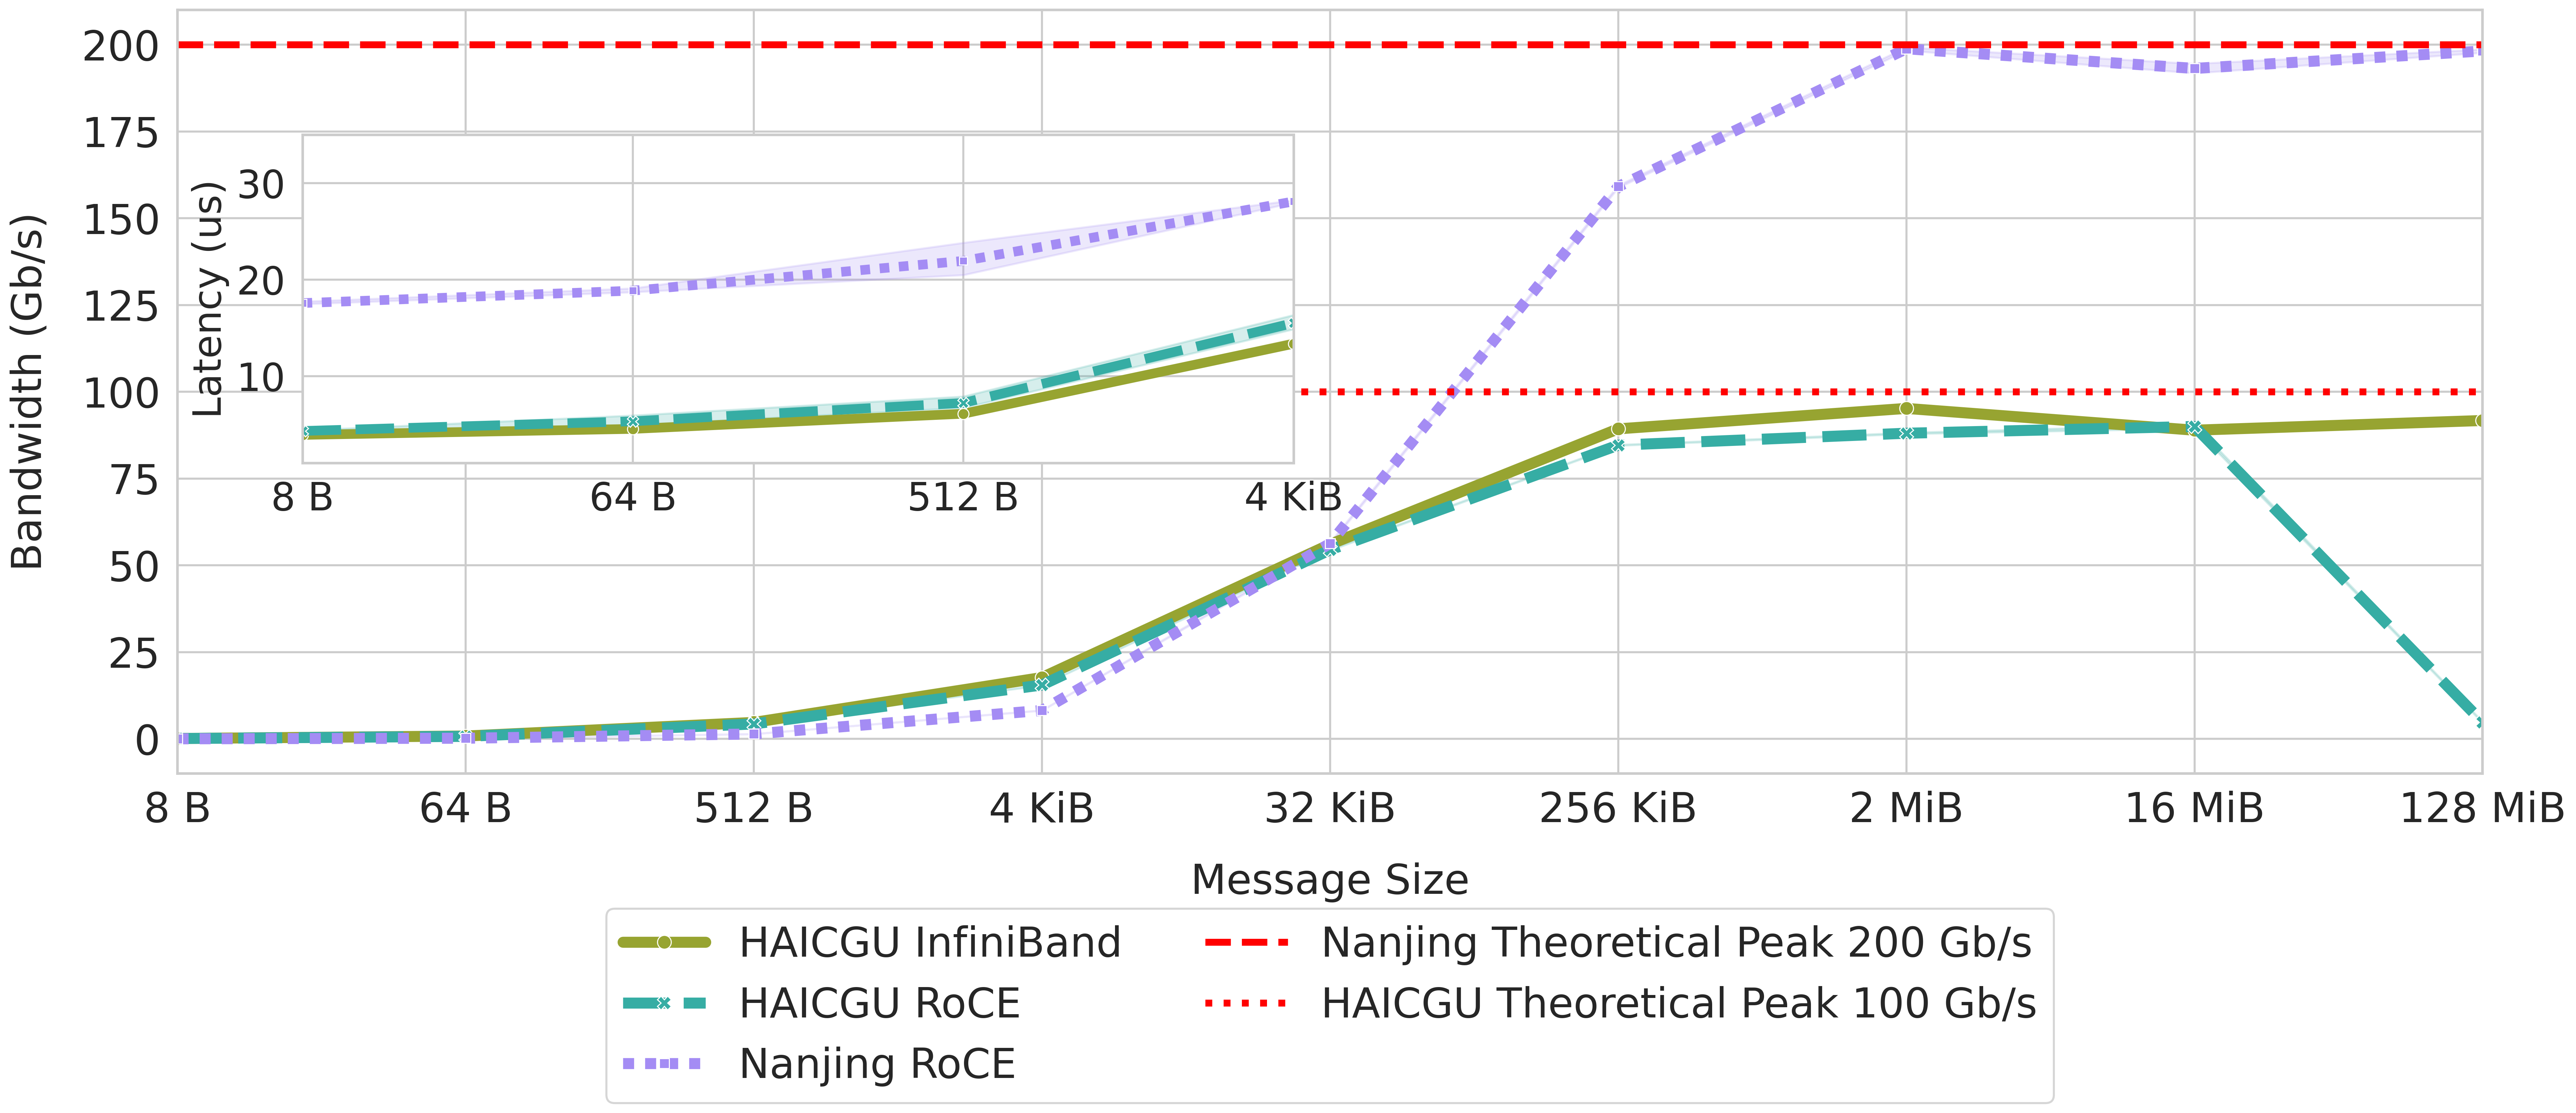 Bandwidth (Gb/s)
200
175
150
125
100
75
50
25
0
Latency (us)
30
20
10
8 B
64 B
512 B
4 KiB
8 B
64 B
512 B
4 KiB
32 KiB
256 KiB
2 MiB
16 MiB
128 MiB
Message Size
HAICGU InfiniBand
HAICGU RoCE
Nanjing RoCE
Nanjing Theoretical Peak 200 Gb/s
HAICGU Theoretical Peak 100 Gb/s